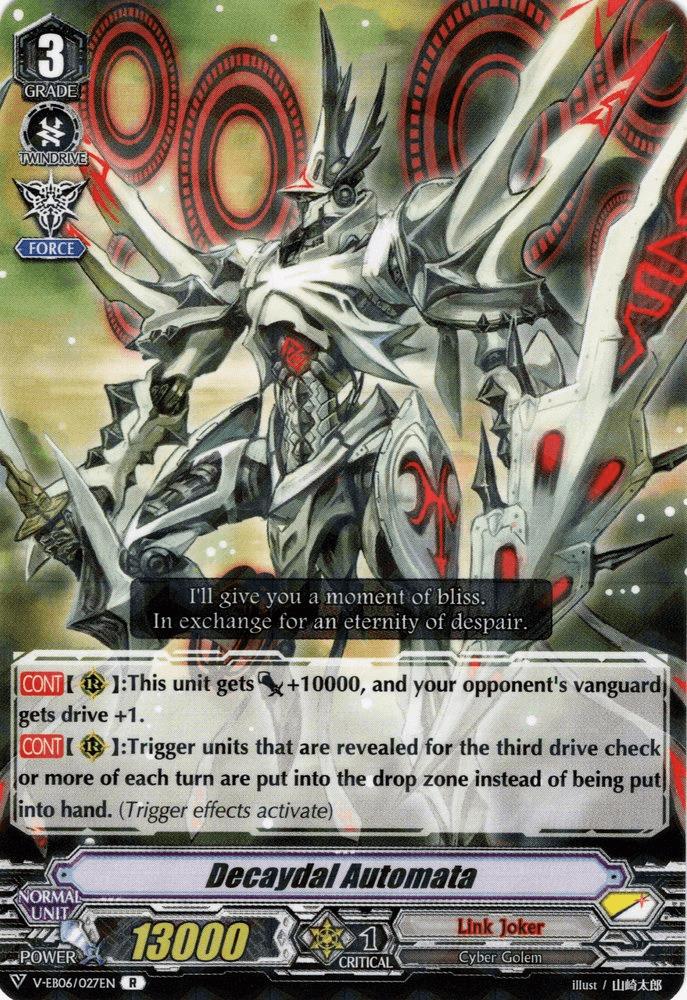 3
GRADE
TWINDRIVE
FORCE
I'll give you a moment of bliss.
In exchange for an eternity of despair.
CONT[ R ]:This unit gets +10000, and your opponent's vanguard
gets drive +1.
CONT[ R ]:Trigger units that are revealed for the third drive check
or more of each turn are put into the drop zone instead of being put
into hand. (Trigger effects activate)
Decaydal Automata
NORMAL
UNIT
POWER
13000
1
CRITICAL
Link Joker
Cyber Golem
V-EB06/027EN R
illust / 山崎太郎